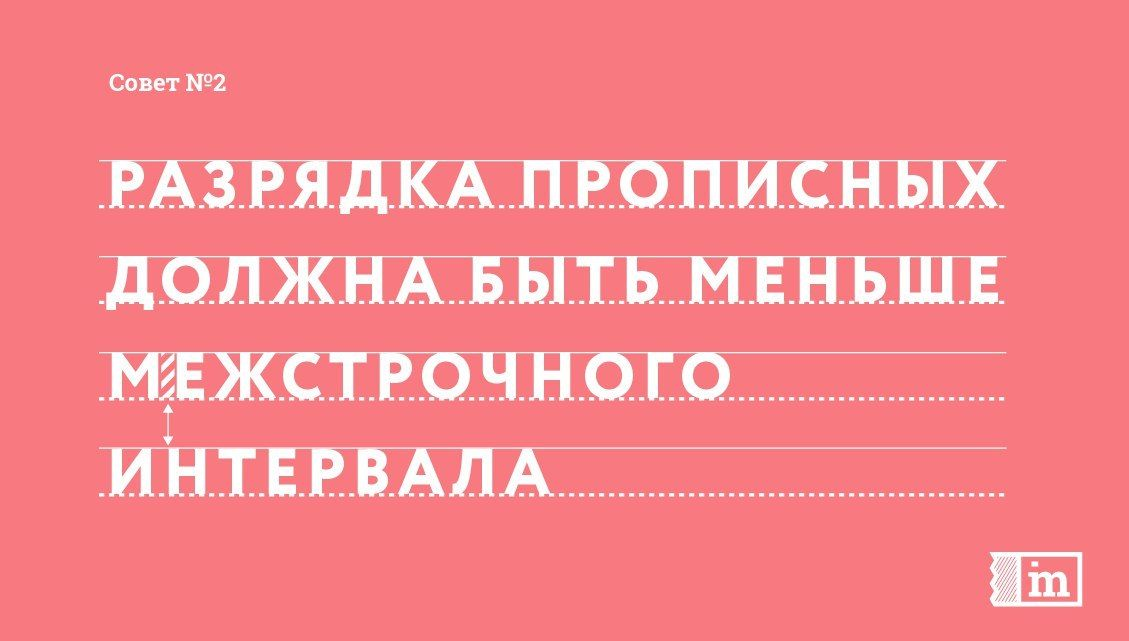 Совет №2
РАЗРЯДКА ПРОПИСНЫХ
ДОЛЖНА БЫТЬ МЕНЬШЕ
МЕЖСТРОЧНОГО
ИНТЕРВАЛА
im